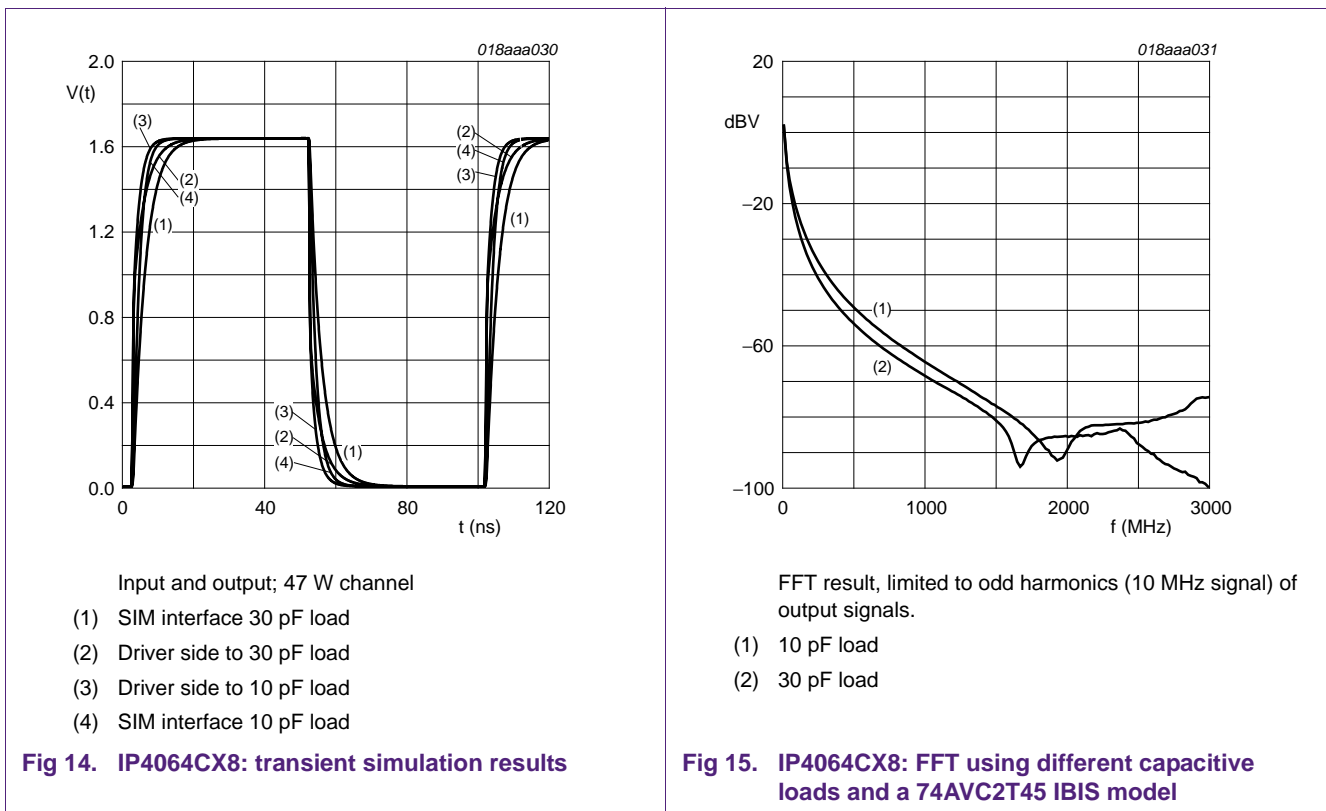 018aaa030
2.0
V(t)
1.6
1.2
0.8
0.4
0.0
0
40
80
120
t (ns)
(3)
(2)
(4)
(1)
(3)
(2)
(4)
(1)
(2)
(4)
(3)
(1)
Input and output; 47 W channel
(1) SIM interface 30 pF load
(2) Driver side to 30 pF load
(3) Driver side to 10 pF load
(4) SIM interface 10 pF load
Fig 14. IP4064CX8: transient simulation results
018aaa031
20
dBV
−20
−60
−100
0
1000
2000
3000
f (MHz)
(1)
(2)
FFT result, limited to odd harmonics (10 MHz signal) of
output signals.
(1) 10 pF load
(2) 30 pF load
Fig 15. IP4064CX8: FFT using different capacitive
loads and a 74AVC2T45 IBIS model